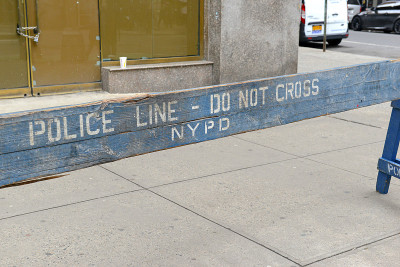 POLICE LINE - DO NOT CROSS
NYPD